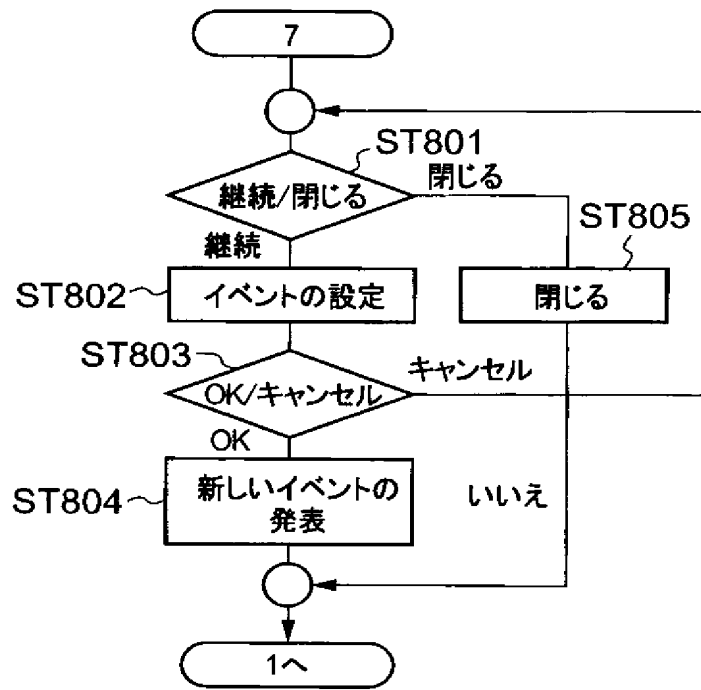 7
ST801
継続/閉じる
閉じる
継続
ST805
ST802
イベントの設定
閉じる
ST803
OK/キャンセル
キャンセル
OK
ST804
新しいイベントの
発表
いいえ
1へ